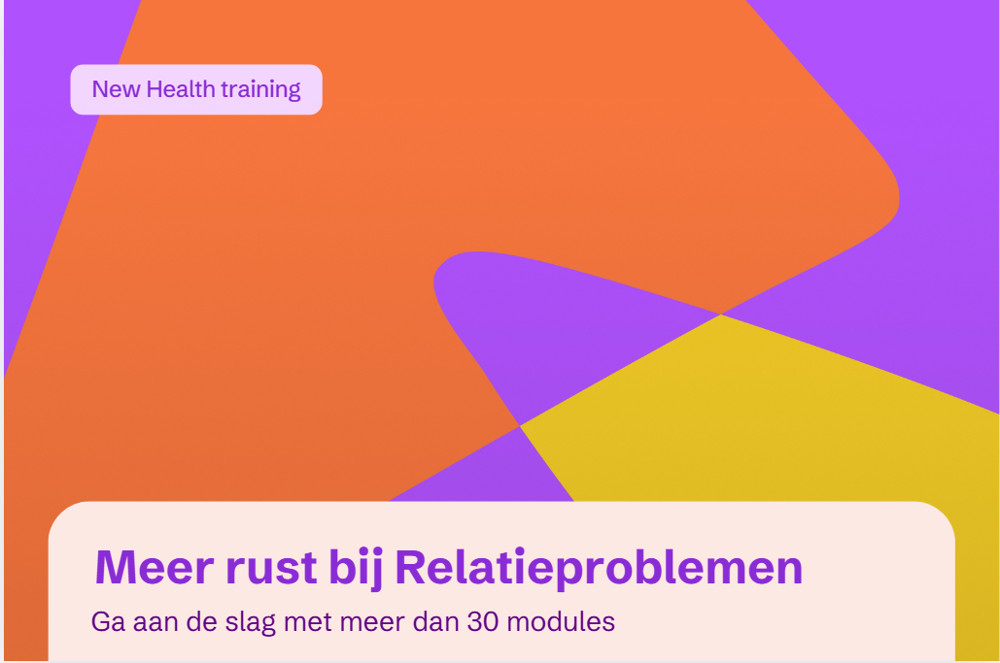 New Health training
Meer rust bij Relatieproblemen
Ga aan de slag met meer dan 30 modules